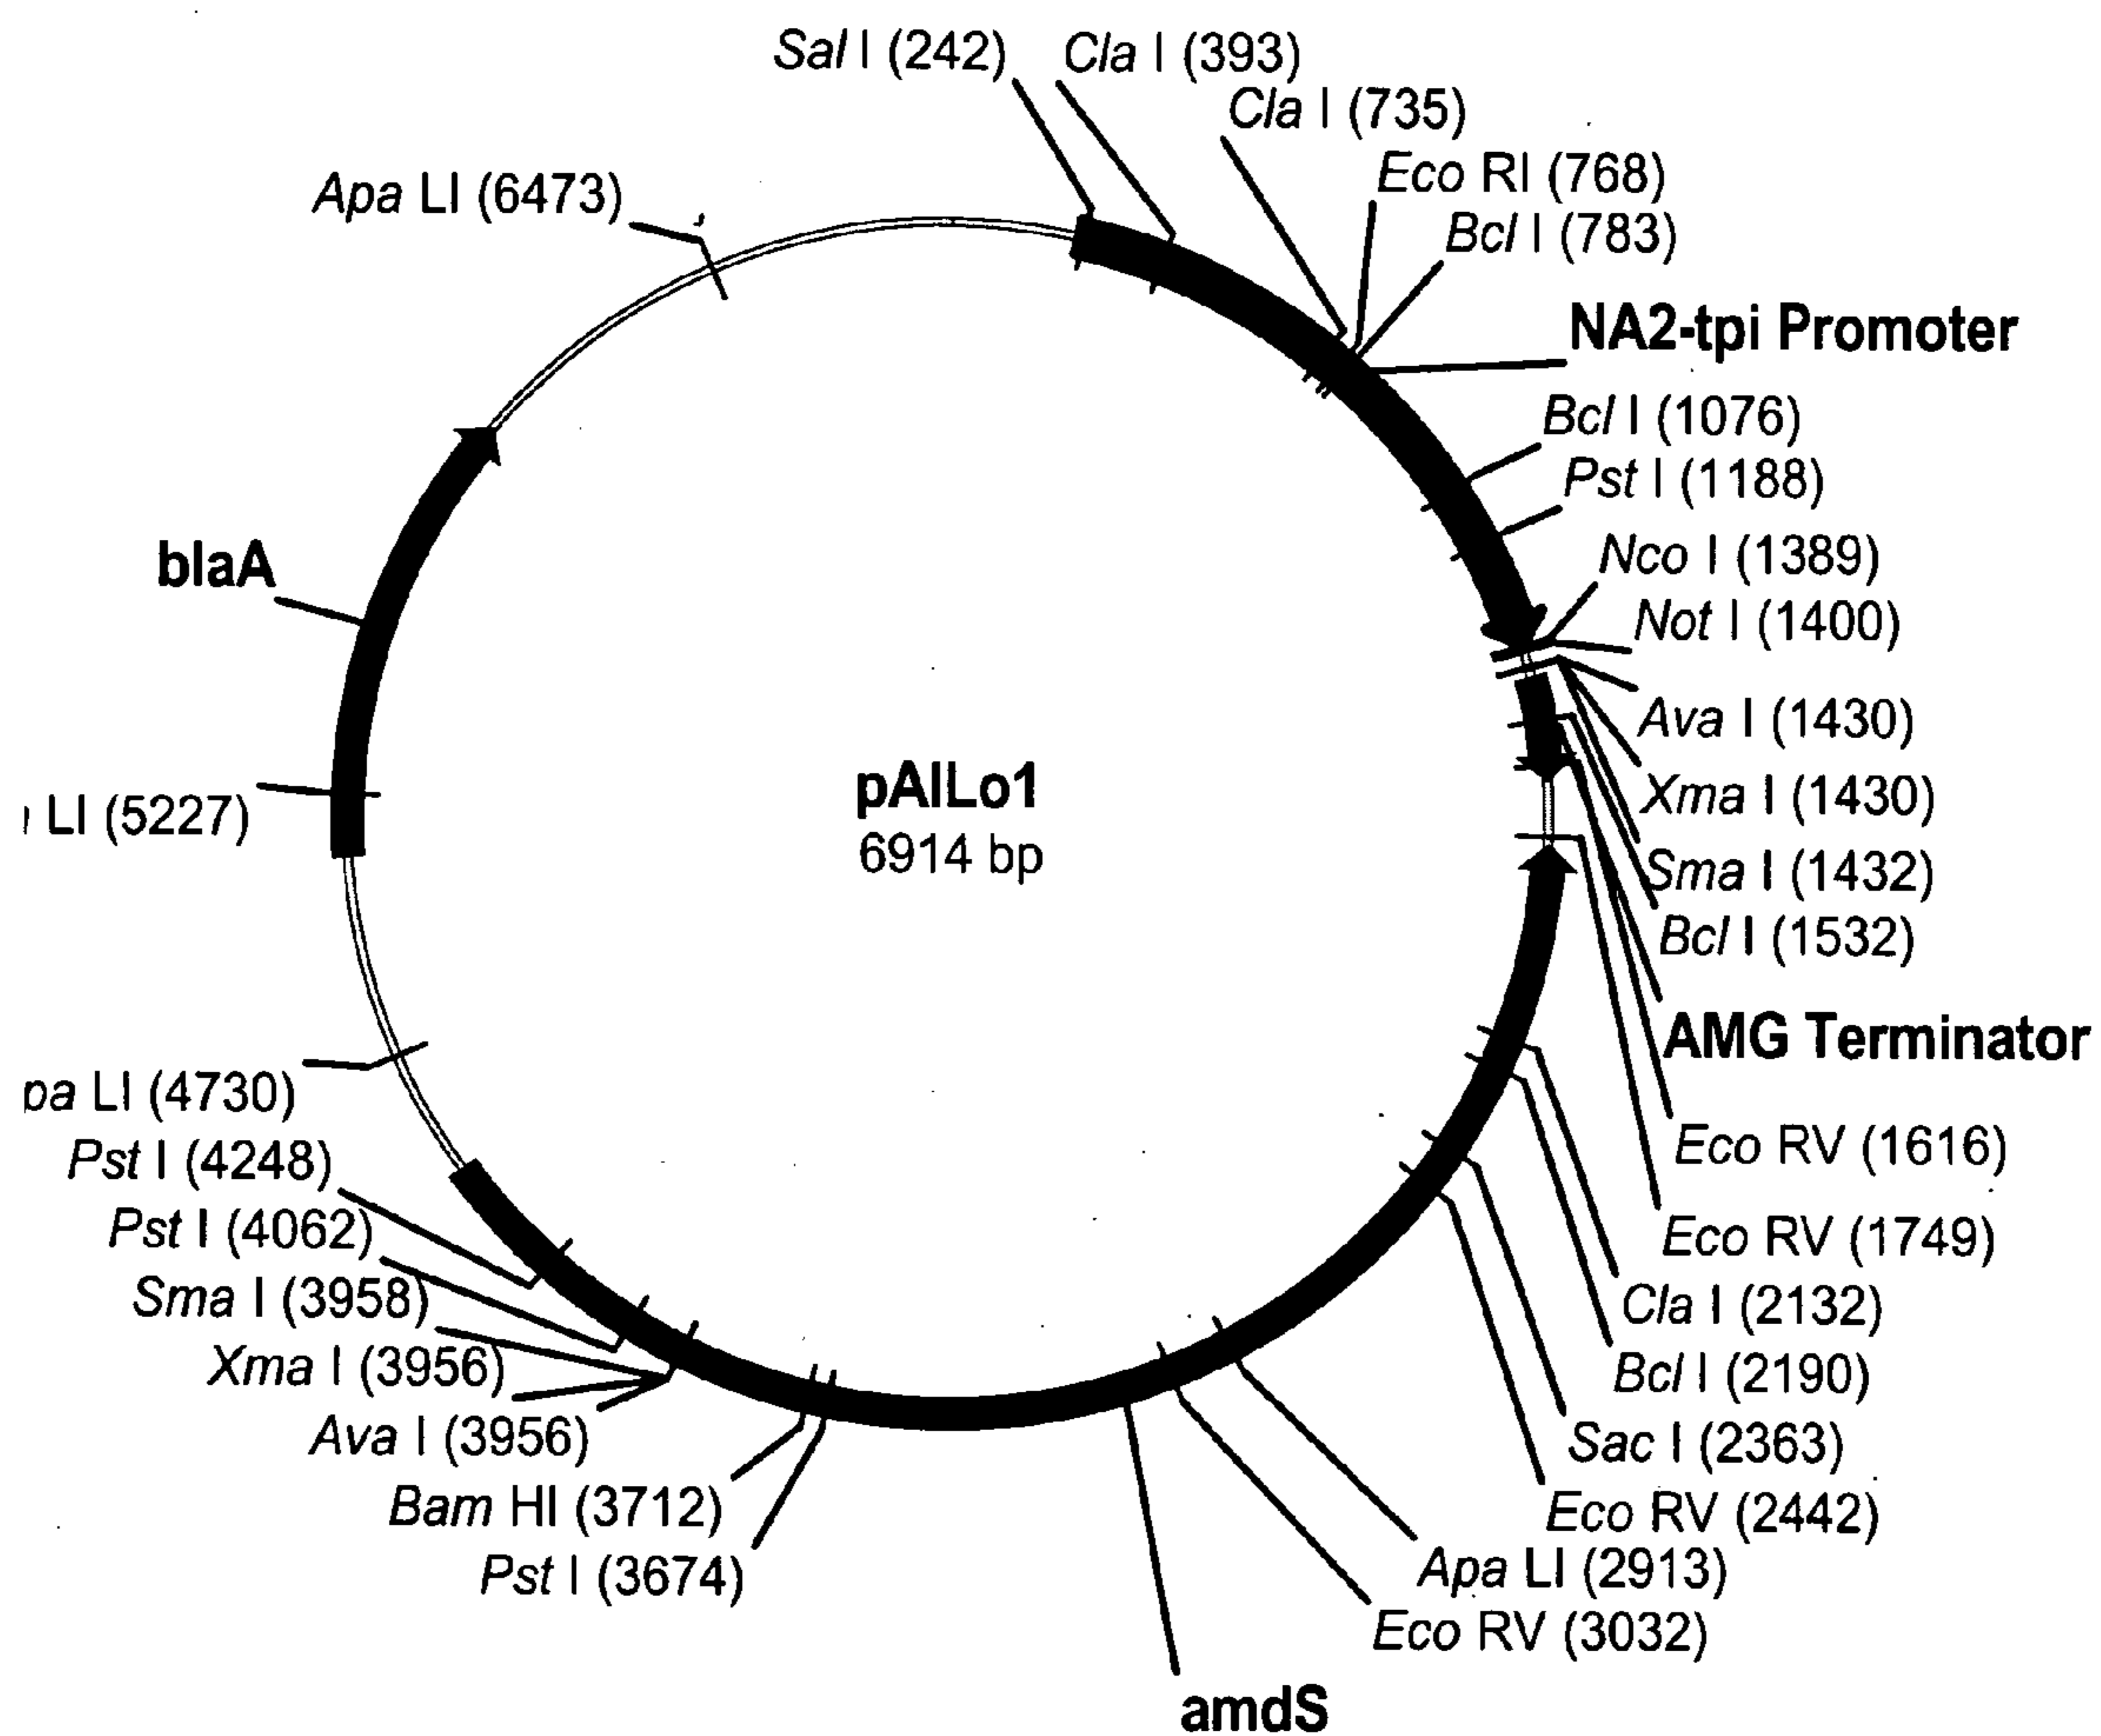 Sal I (242)
Cla I (393)
Cla I (735)
Eco RI (768)
Bcl I (783)
NA2-tpi Promoter
Bcl I (1076)
Pst I (1188)
Nco I (1389)
Not I (1400)
Ava I (1430)
Xma I (1430)
Sma I (1432)
Bcl I (1532)
AMG Terminator
Eco RV (1616)
Eco RV (1749)
Cla I (2132)
Bcl I (2190)
Sac I (2363)
Eco RV (2442)
Apa LI (2913)
Eco RV (3032)
amdS
Pst I (3674)
Bam HI (3712)
Ava I (3956)
Xma I (3956)
Sma I (3958)
Pst I (4062)
Pst I (4248)
pa LI (4730)
LI (5227)
blaA
Apa LI (6473)
pAlLo1
6914 bp